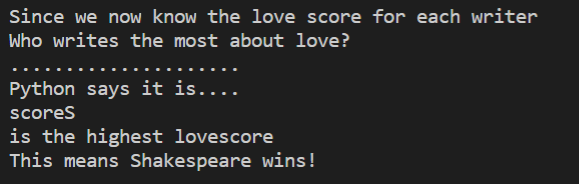 Since we now know the love score for each writer
Who writes the most about love?
.....................
Python says it is....
scoreS
is the highest lovescore
This means Shakespeare wins!